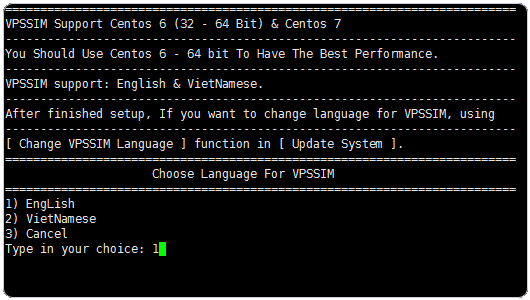 =========================================================================
VPSSIM Support Centos 6 (32 - 64 Bit) & Centos 7
-------------------------------------------------------------------------
You Should Use Centos 6 - 64 bit To Have The Best Performance.
-------------------------------------------------------------------------
VPSSIM support: English & VietNamese.
-------------------------------------------------------------------------
After finished setup, If you want to change language for VPSSIM, using
-------------------------------------------------------------------------
[ Change VPSSIM Language ] function in [ Update System ].
=========================================================================
Choose Language For VPSSIM
=========================================================================
1) EngLish
2) VietNamese
3) Cancel
Type in your choice: 1